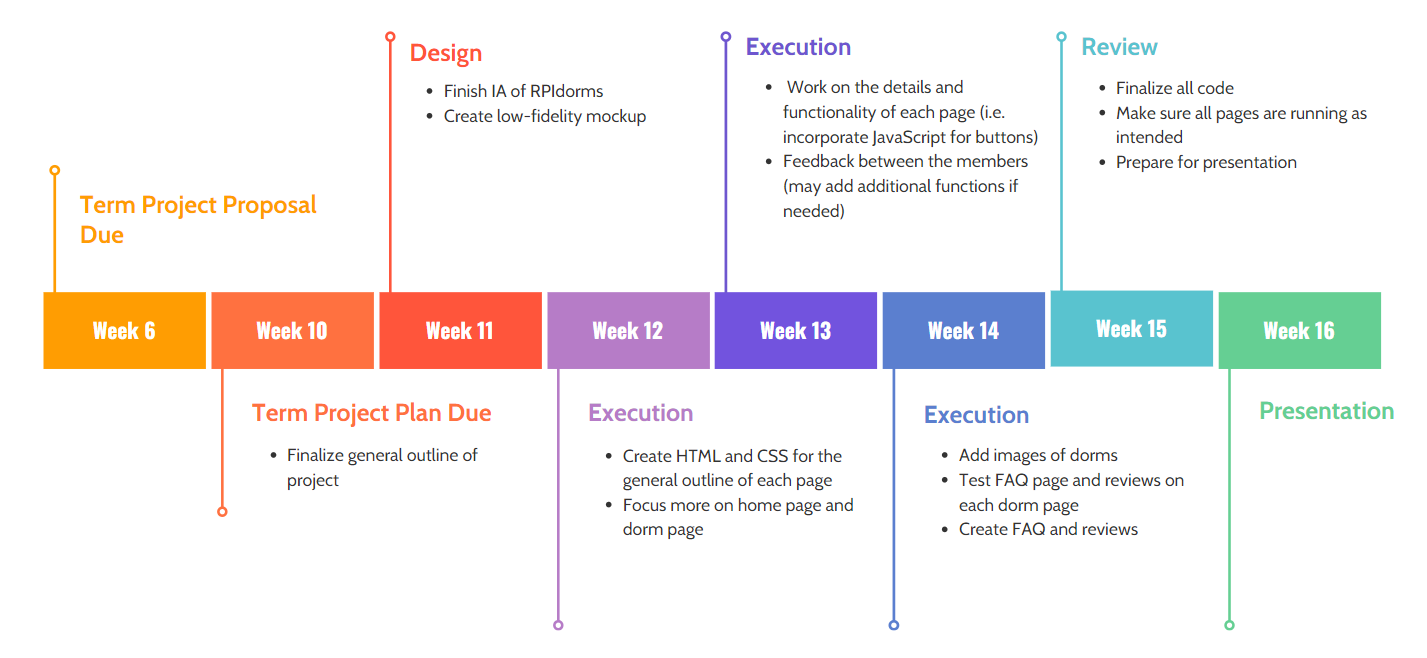 Design
• Finish IA of RPIdorms
• Create low-fidelity mockup
Execution
• Work on the details and
functionality of each page (i.e.
incorporate JavaScript for buttons)
• Feedback between the members
(may add additional functions if
needed)
Review
• Finalize all code
• Make sure all pages are running as
intended
• Prepare for presentation
Term Project Proposal
Due
Week 6
Week 10
Week 11
Week 12
Week 13
Week 14
Week 15
Week 16
Term Project Plan Due
• Finalize general outline of
project
Execution
• Create HTML and CSS for the
general outline of each page
• Focus more on home page and
dorm page
Execution
• Add images of dorms
• Test FAQ page and reviews on
each dorm page
• Create FAQ and reviews
Presentation